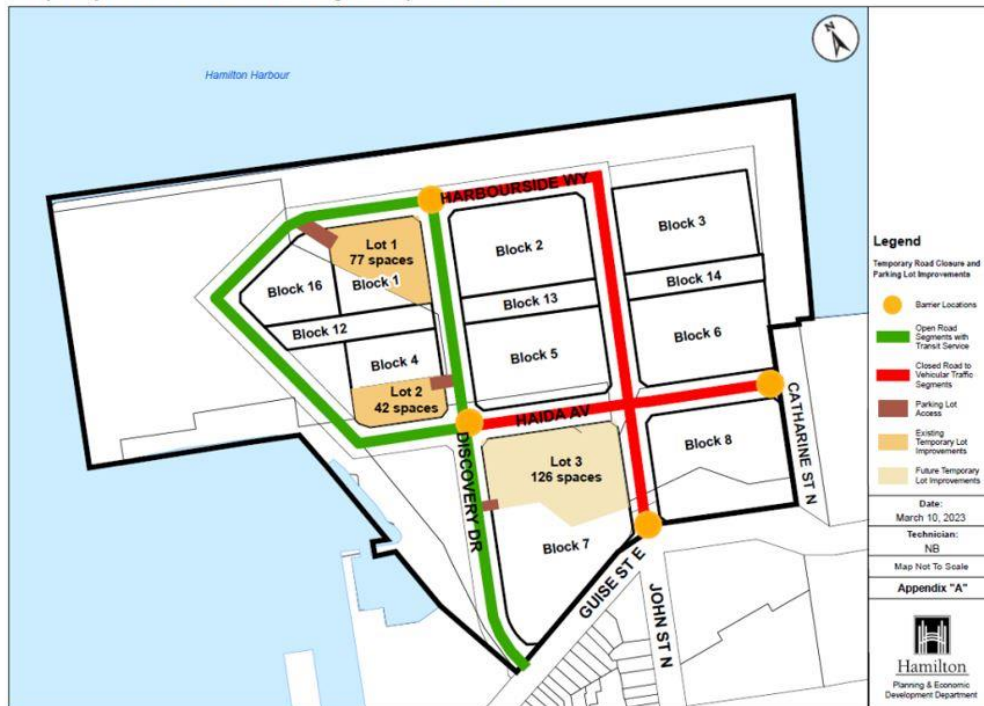 N
Hamilton Harbour
HARBOURSIDE WY
Block 3
Block 2
Lot 1
77 spaces
Block 14
Block 16
Block 1
Block 13
Block 12
Block 6
Block 5
Block 4
Lot 2
42 spaces
HAIDA AV
CATHARINE ST N
DISCOVERY DR
Lot 3
126 spaces
Block 8
Block 7
GUISE ST E
JOHN ST N
Legend
Temporary Road Closure and
Parking Lot Improvements
Barrier Locations
Open Road
Segments with
Transit Service
Closed Road to
Vehicular Traffic
Segments
Parking Lot
Access
Existing
Temporary Lot
Improvements
Future Temporary
Lot Improvements
Date:
March 10, 2023
Technician:
NB
Map Not To Scale
Appendix "A"
Hamilton
Planning & Economic
Development Department